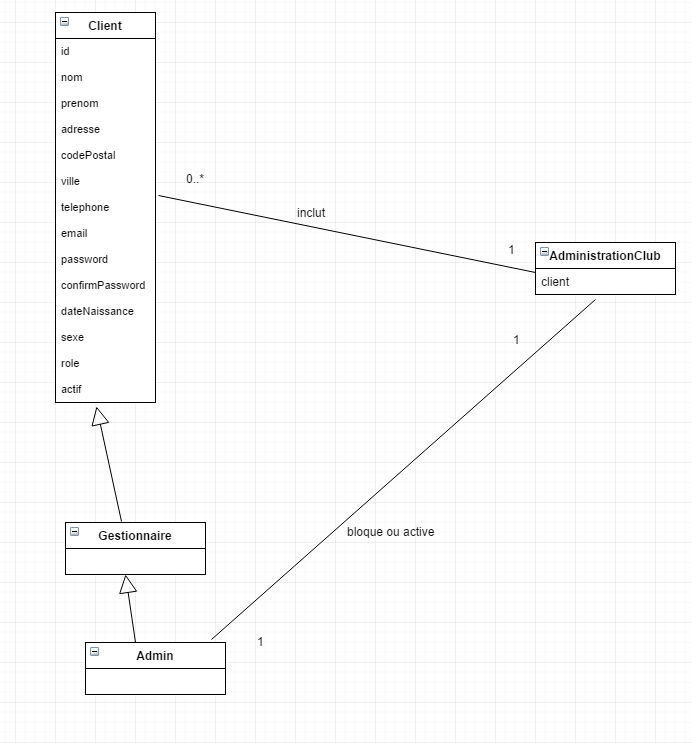 Client
id
nom
prenom
adresse
codePostal
ville
telephone
email
password
confirmPassword
dateNaissance
sexe
role
actif
0..*
inclut
1
AdministrationClub
client
1
bloque ou active
Gestionnaire
1
Admin